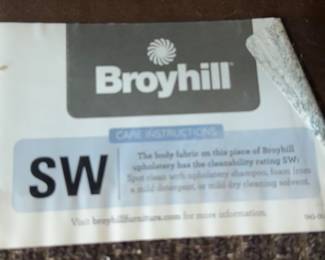 Broyhill
CARE INSTRUCTIONS
SW
The body fabric on this piece of Broyhill
upholstery has the cleanability rating SW:
Spot clean with upholstery shampoo, foam from
a mild detergent, or mild dry cleaning solvent.
Visit broyhillfurniture.com for more information.